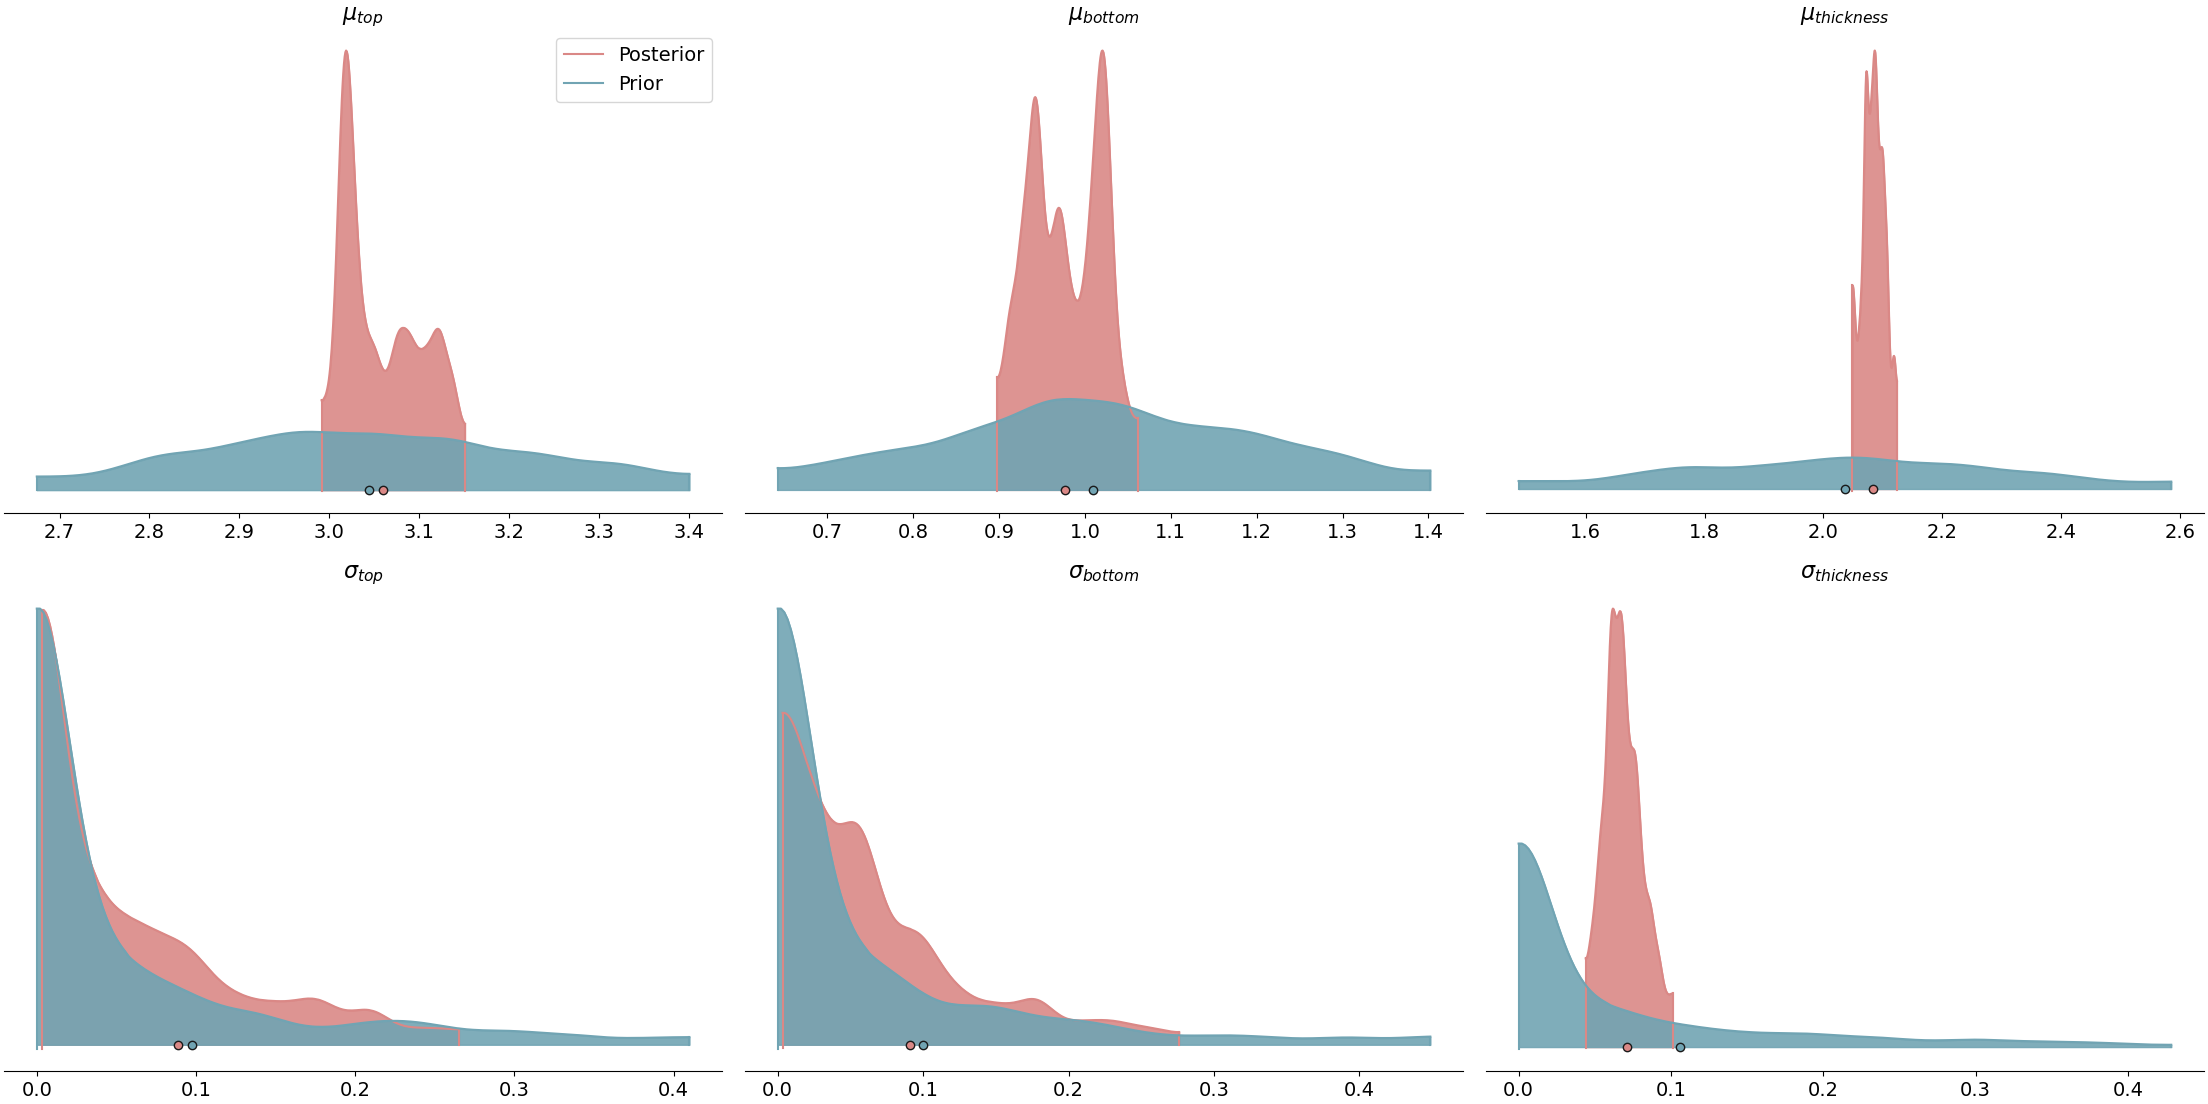 μtop
μbottom
μthickness
Posterior
Prior
2.7 2.8 2.9 3.0 3.1 3.2 3.3 3.4
0.7 0.8 0.9 1.0 1.1 1.2 1.3 1.4
1.6 1.8 2.0 2.2 2.4 2.6
σtop
σbottom
σthickness
0.0 0.1 0.2 0.3 0.4
0.0 0.1 0.2 0.3 0.4
0.0 0.1 0.2 0.3 0.4